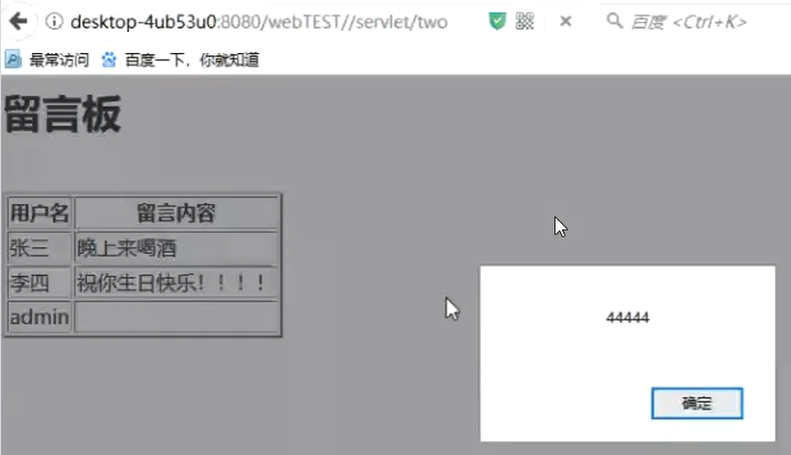 desktop-4ub53u0:8080/webTEST//servlet/two 百度 <Ctrl+K>
最常访问 百度一下，你就知道
留言板
用户名 留言内容
张三 晚上来喝酒
李四 祝你生日快乐！！！！
admin
44444
确定